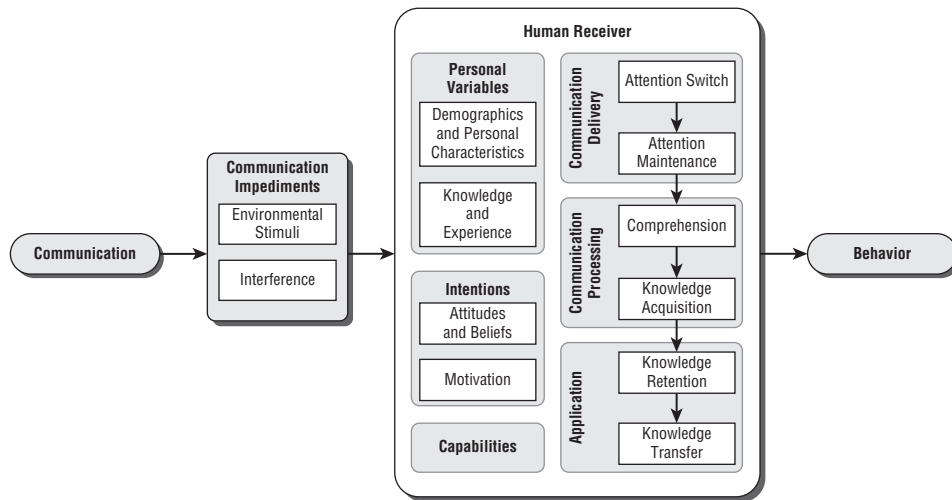 Communication
Communication
Impediments
Environmental
Stimuli
Interference
Human Receiver
Personal
Variables
Demographics
and Personal
Characteristics
Knowledge
and
Experience
Intentions
Attitudes
and Beliefs
Motivation
Capabilities
Communication
Delivery
Attention Switch
Attention
Maintenance
Communication
Processing
Comprehension
Knowledge
Acquisition
Application
Knowledge
Retention
Knowledge
Transfer
Behavior